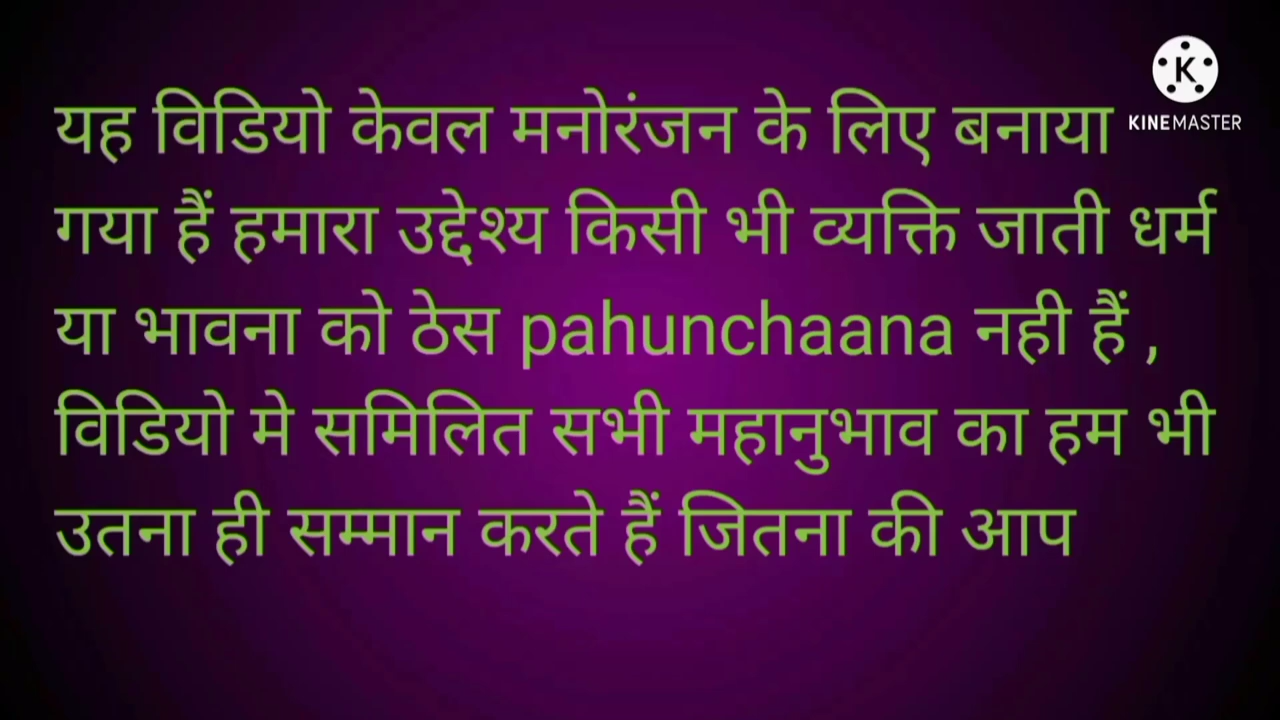 यह विडियो केवल मनोरंजन के लिए बनाया
गया हैं हमारा उद्देश्य किसी भी व्यक्ति जाती धर्म
या भावना को ठेस pahunchaana नही हैं ,
विडियो मे समिलित सभी महानुभाव का हम भी
उतना ही सम्मान करते हैं जितना की आप
K
KINEMASTER